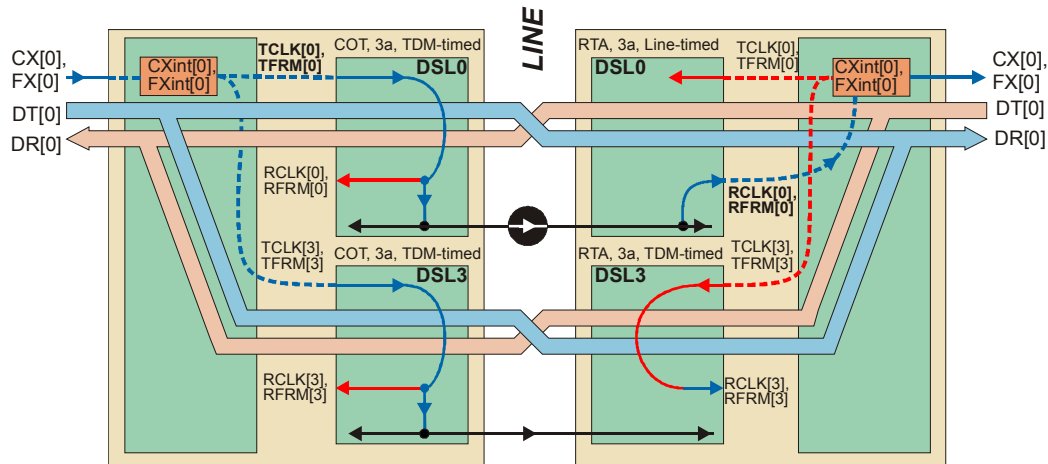 LINE
COT, 3a, TDM-timed
DSL0
TCLK[0],
TFRM[0]
CX[0],
FX[0]
CXint[0],
FXint[0]
DT[0]
DR[0]
RCLK[0],
RFRM[0]
TCLK[3],
TFRM[3]
COT, 3a, TDM-timed
DSL3
RCLK[3],
RFRM[3]
RTA, 3a, Line-timed
DSL0
TCLK[0],
TFRM[0]
CXint[0],
FXint[0]
CX[0],
FX[0]
DT[0]
DR[0]
RCLK[0],
RFRM[0]
RTA, 3a, TDM-timed
DSL3
TCLK[3],
TFRM[3]
RCLK[3],
RFRM[3]